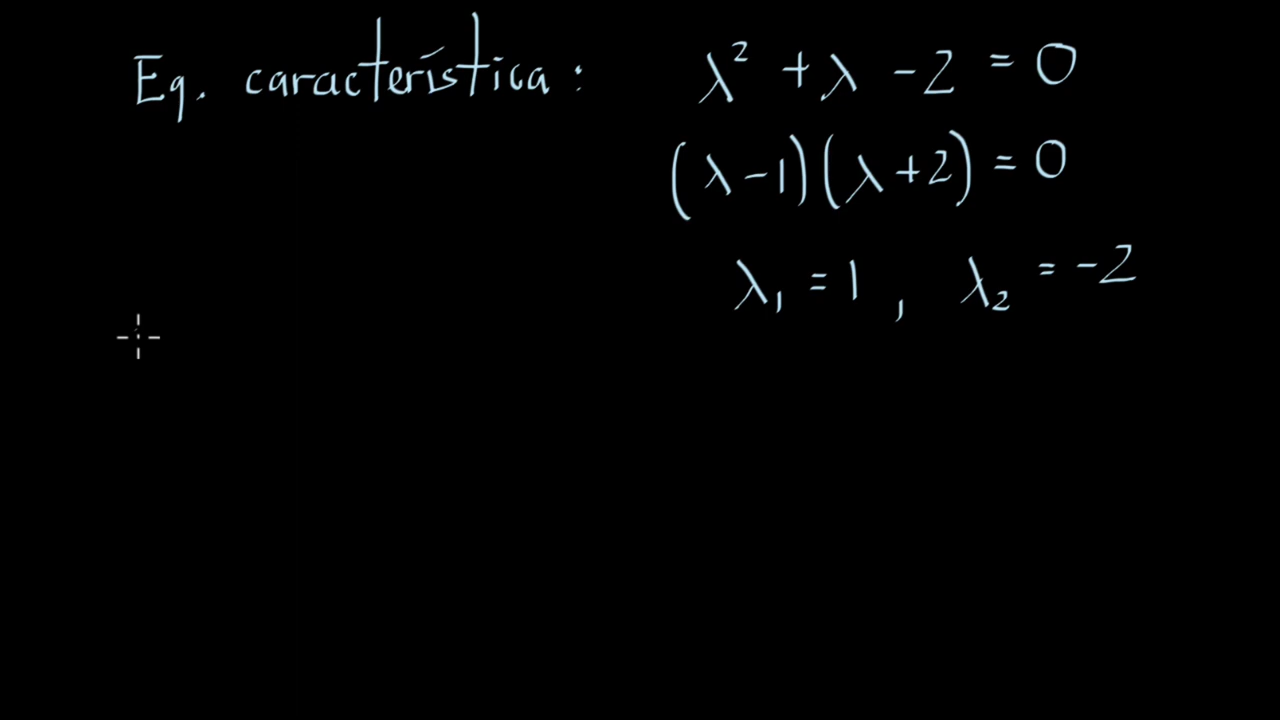 Eq. característica: λ² + λ - 2 = 0
(λ - 1)(λ + 2) = 0
λ₁ = 1 , λ₂ = -2